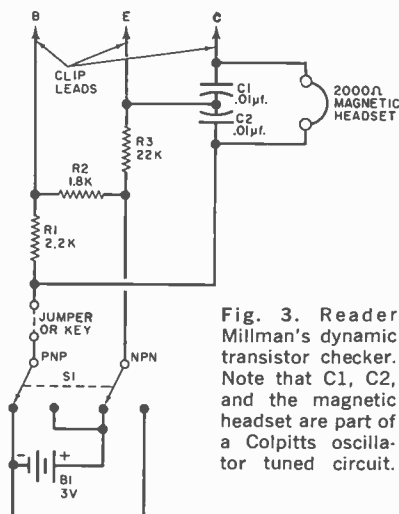 B
E
C
CLIP
LEADS
C1
.01µf.
C2
.01µf.
2000Ω
MAGNETIC
HEADSET
R3
22K
R2
1.8K
R1
2.2K
JUMPER
OR KEY
PNP
NPN
S1
- +
B1
3V
Fig. 3. Reader
Millman's dynamic
transistor checker.
Note that C1, C2,
and the magnetic
headset are part of
a Colpitts oscilla-
tor tuned circuit.